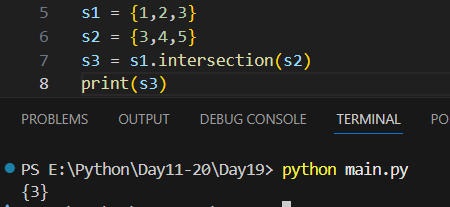 5 s1 = {1,2,3}
6 s2 = {3,4,5}
7 s3 = s1.intersection(s2)
8 print(s3)
PROBLEMS OUTPUT DEBUG CONSOLE TERMINAL PO
PS E:\Python\Day11-20\Day19> python main.py
{3}